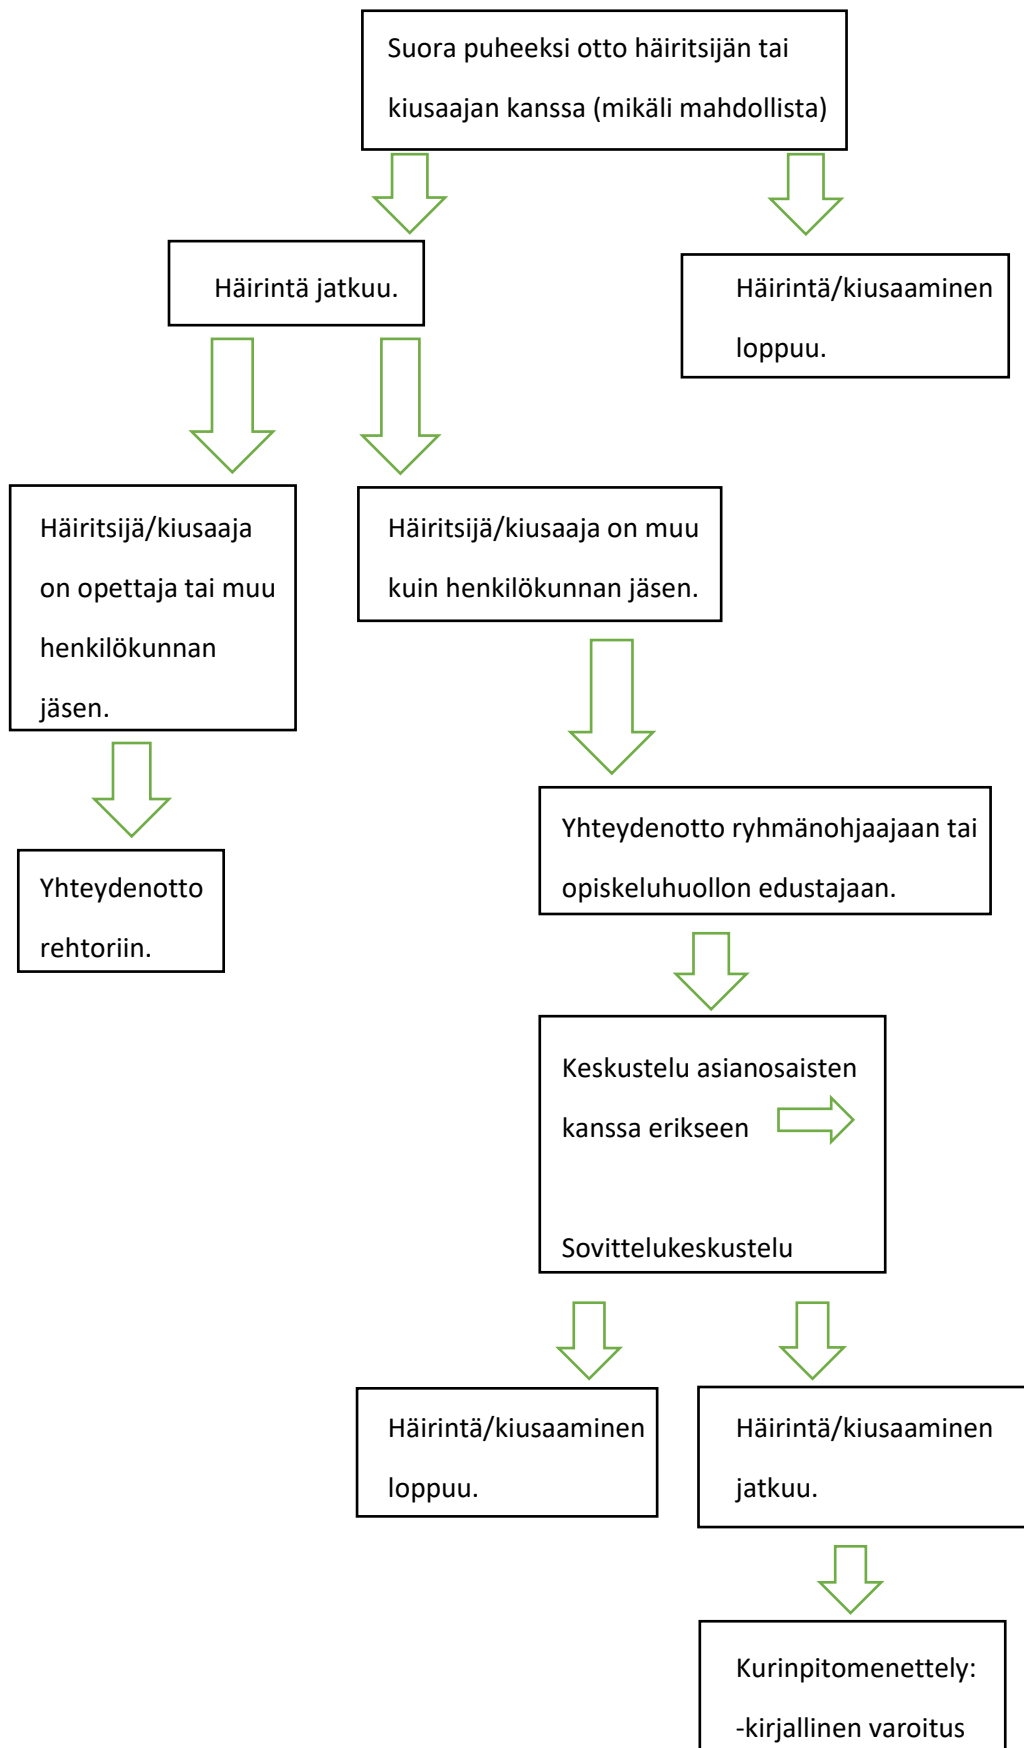 Suora puheeksi otto häiritsijän tai
kiusaajan kanssa (mikäli mahdollista)
Häirintä jatkuu.
Häirintä/kiusaaminen
loppuu.
Häiritsijä/kiusaaja
on opettaja tai muu
henkilökunnan
jäsen.
Häiritsijä/kiusaaja on muu
kuin henkilökunnan jäsen.
Yhteydenotto
rehtoriin.
Yhteydenotto ryhmänohjaajaan tai
opiskeluhuollon edustajaan.
Keskustelu asianosaisten
kanssa erikseen
Sovittelukeskustelu
Häirintä/kiusaaminen
loppuu.
Häirintä/kiusaaminen
jatkuu.
Kurinpitomenettely:
-kirjallinen varoitus